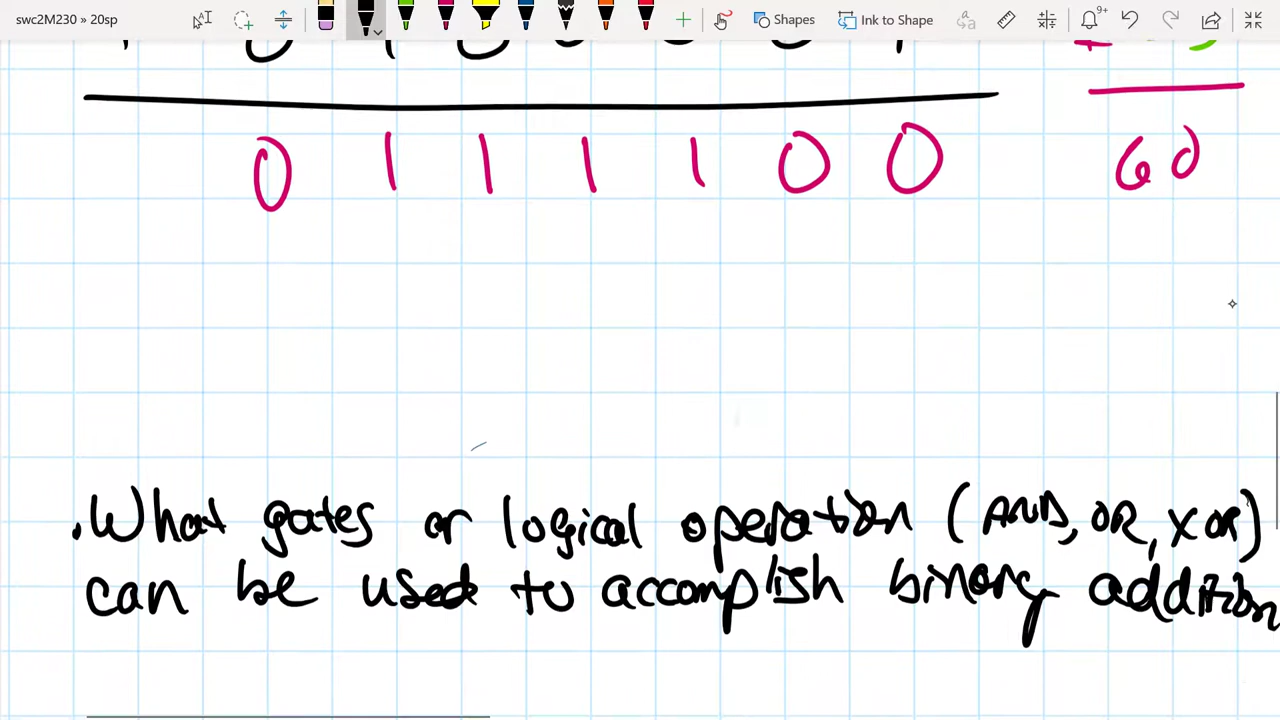 swc2M230 » 20sp
Shapes
Ink to Shape
9+
0 1 1 1 1 0 0 60
. What gates or logical operation (AND, OR, XOR)
can be used to accomplish binary addition